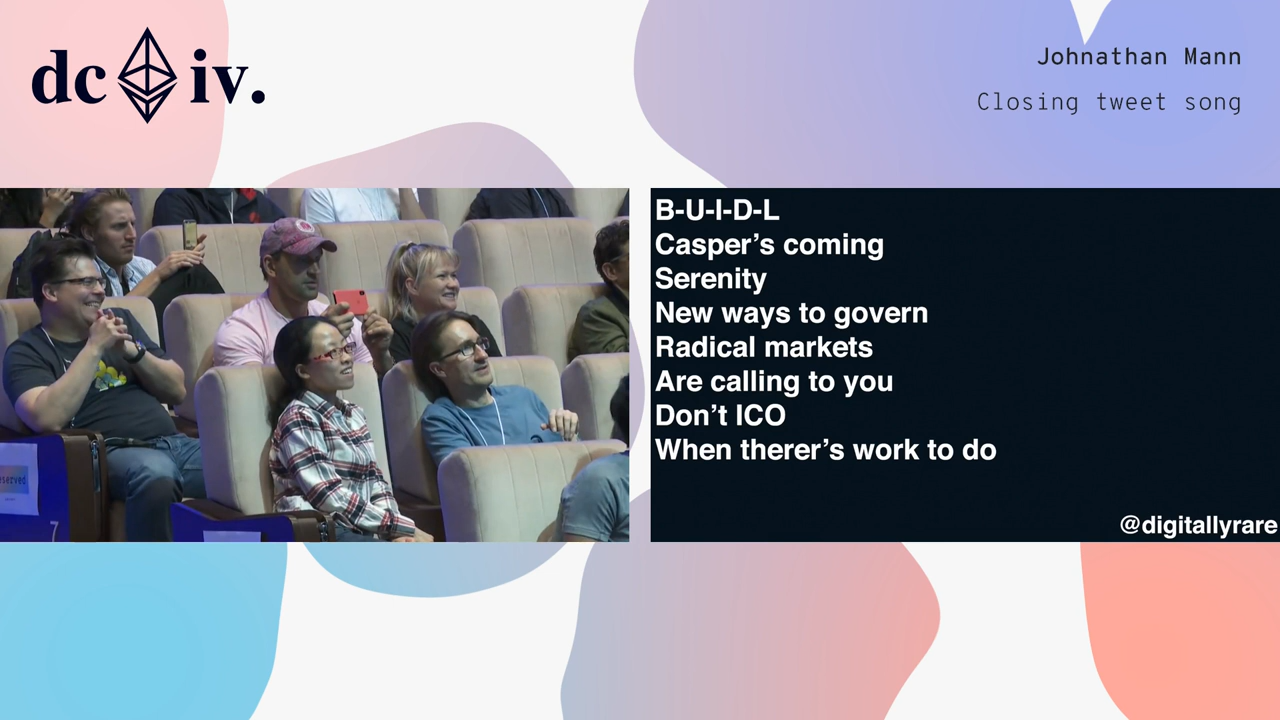 dc iv.
Johnathan Mann
Closing tweet song
B-U-I-D-L
Casper’s coming
Serenity
New ways to govern
Radical markets
Are calling to you
Don’t ICO
When therer’s work to do
@digitallyrare
7